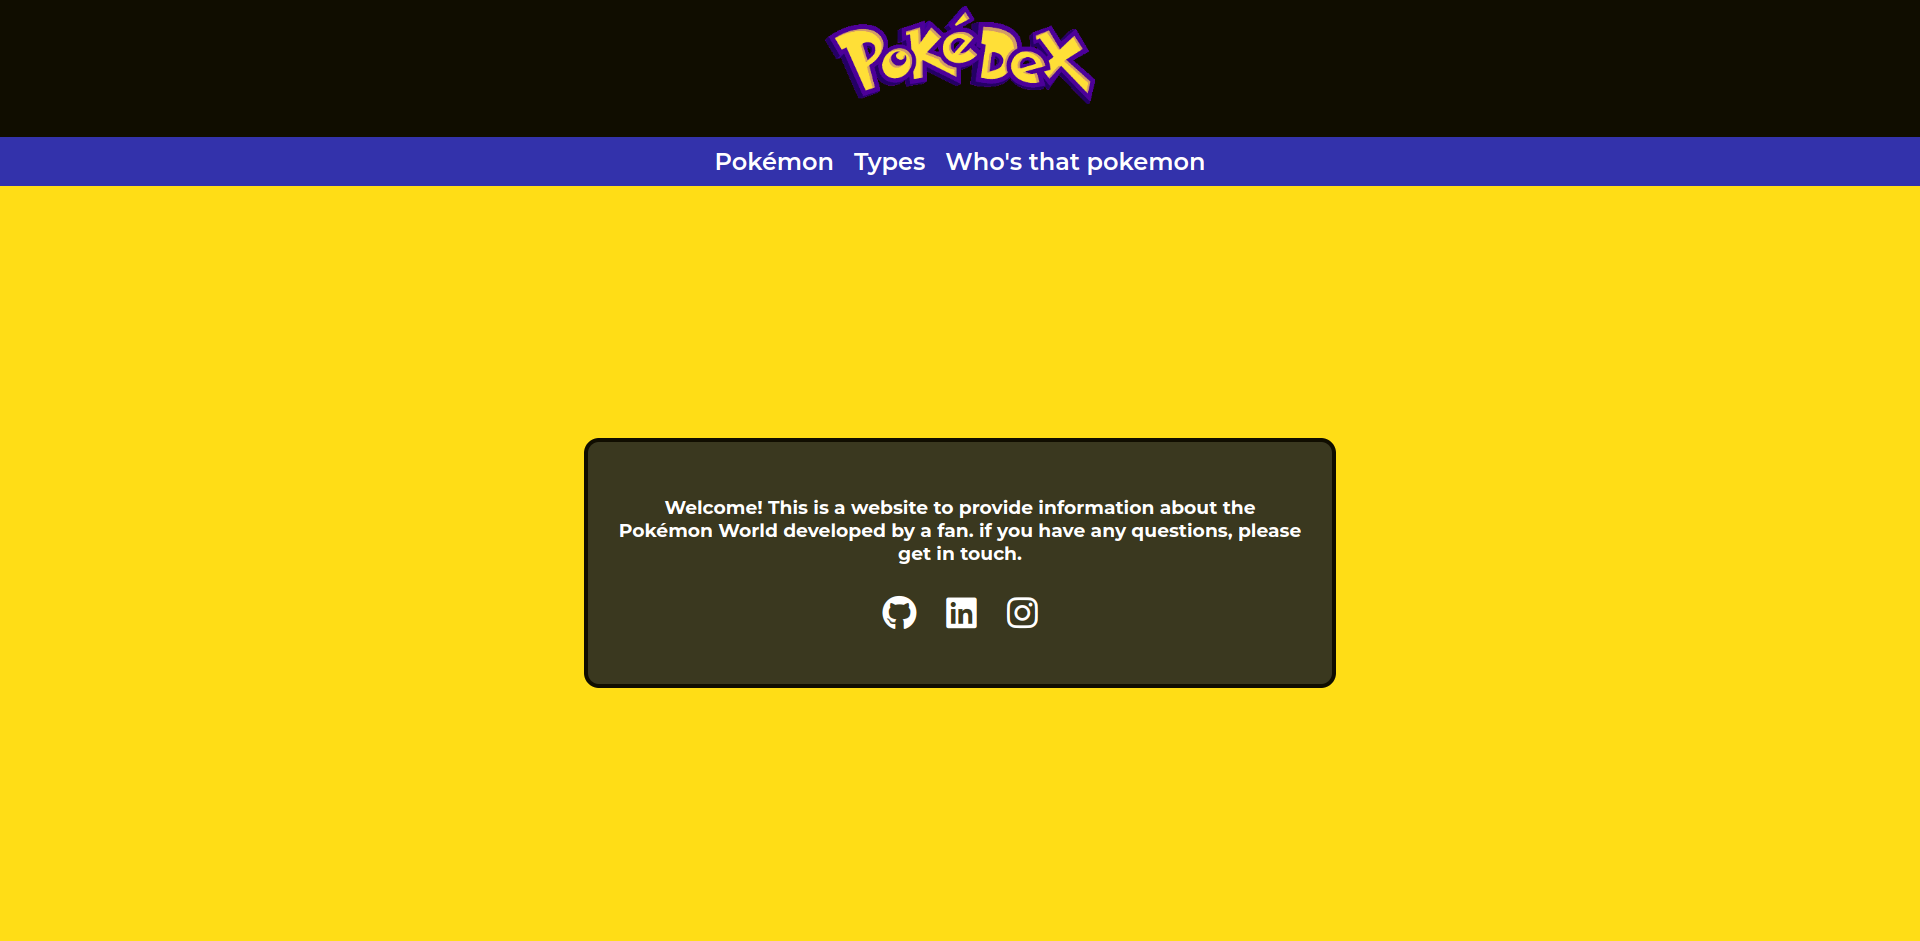 PoKéDex
Pokémon Types Who's that pokemon
Welcome! This is a website to provide information about the
Pokémon World developed by a fan. if you have any questions, please
get in touch.
in